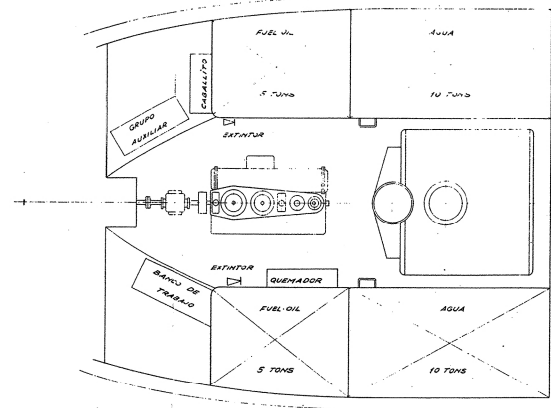 FUEL OIL
AGUA
5 TONS
10 TONS
CABALLITO
GRUPO
AUXILIAR
EXTINTOR
EXTINTOR
BANCO DE
TRABAJO
QUEMADOR
FUEL-OIL
AGUA
5 TONS
10 TONS